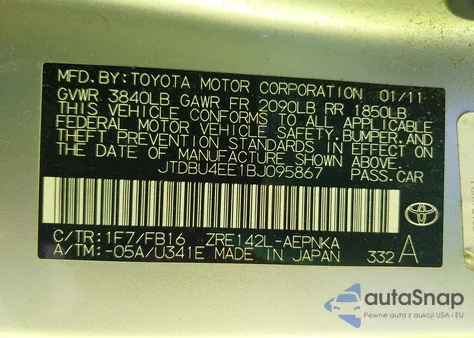 MFD. BY: TOYOTA MOTOR CORPORATION 01/11
GVWR 3840LB GAWR FR 2090LB RR 1850LB
THIS VEHICLE CONFORMS TO ALL APPLICABLE
FEDERAL MOTOR VEHICLE SAFETY, BUMPER, AND
THEFT PREVENTION STANDARDS IN EFFECT ON
THE DATE OF MANUFACTURE SHOWN ABOVE.
JTDBU4EE1BJ095867 PASS.CAR
TOYOTA
C/TR: 1F7/FB16 ZRE142L-AEPNKA
A/TM: -05A/U341E MADE IN JAPAN 332 A
autoSnap
Pewne auta z aukcji USA i EU